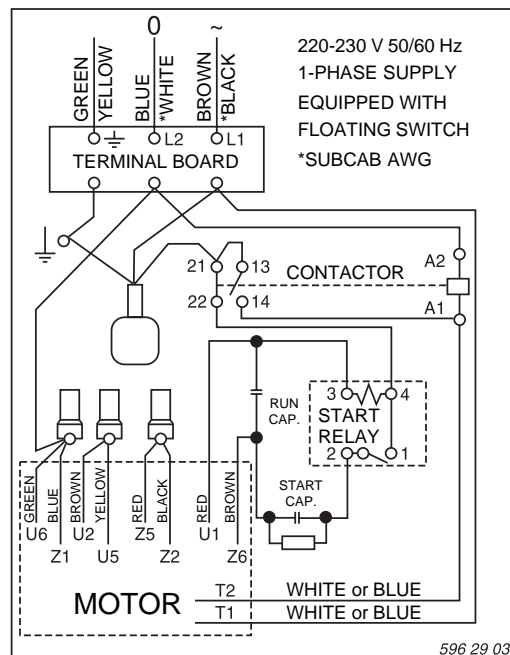 0 ~
GREEN
YELLOW
BLUE
*WHITE
BROWN
*BLACK
220-230 V 50/60 Hz
1-PHASE SUPPLY
EQUIPPED WITH
FLOATING SWITCH
*SUBCAB AWG
L2 L1
TERMINAL BOARD
21 13
A2
CONTACTOR
22 14
A1
3 4
RUN
CAP.
START
RELAY
2 1
START
CAP.
GREEN
BLUE
BROWN
YELLOW
RED
BLACK
RED
BROWN
U6 U2 Z5 U1
Z1 U5 Z2 Z6
T2 WHITE or BLUE
MOTOR
T1 WHITE or BLUE
596 29 03